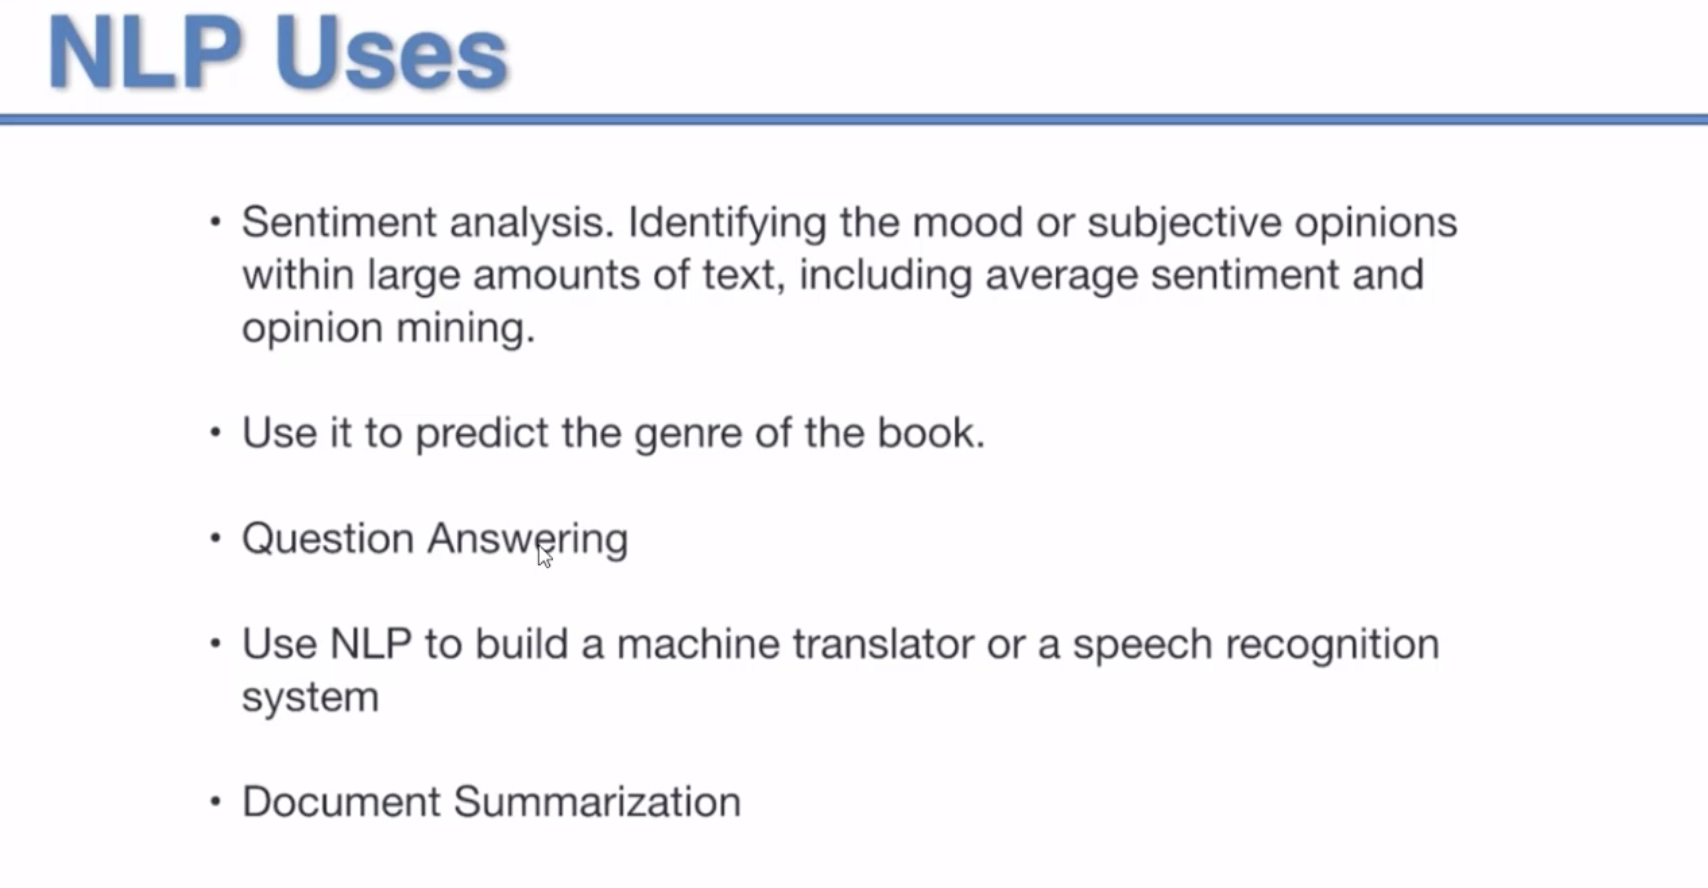 NLP Uses
• Sentiment analysis. Identifying the mood or subjective opinions
within large amounts of text, including average sentiment and
opinion mining.
• Use it to predict the genre of the book.
• Question Answering
• Use NLP to build a machine translator or a speech recognition
system
• Document Summarization